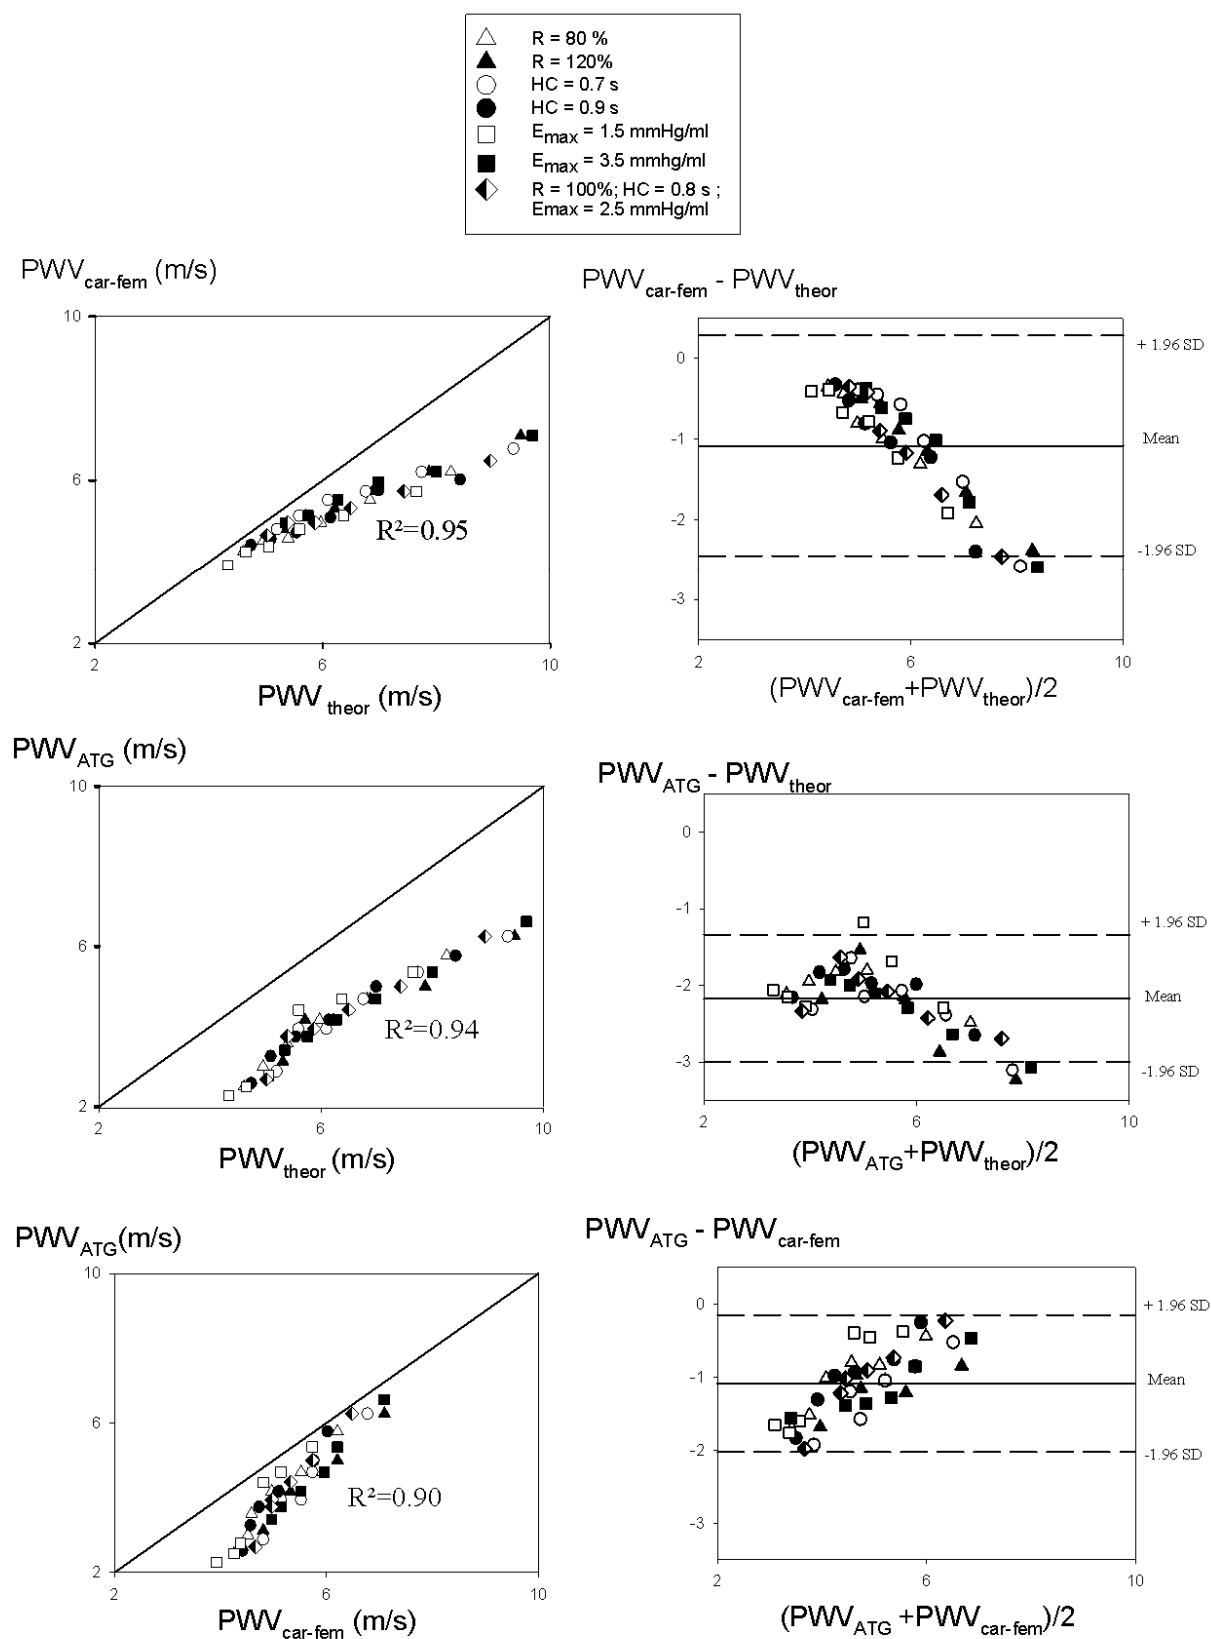 R = 80 %
R = 120%
HC = 0.7 s
HC = 0.9 s
Emax = 1.5 mmHg/ml
Emax = 3.5 mmhg/ml
R = 100%; HC = 0.8 s ;
Emax = 2.5 mmHg/ml
PWVcar-fem (m/s)
10
6
2
2
6
10
R²=0.95
PWVtheor (m/s)
PWVcar-fem - PWVtheor
0
-1
-2
-3
2
6
10
+ 1.96 SD
Mean
-1.96 SD
(PWVcar-fem+PWVtheor)/2
PWVATG (m/s)
10
6
2
2
6
10
R²=0.94
PWVtheor (m/s)
PWVATG - PWVtheor
0
-1
-2
-3
2
6
10
+ 1.96 SD
Mean
-1.96 SD
(PWVATG+PWVtheor)/2
PWVATG(m/s)
10
6
2
2
6
10
R²=0.90
PWVcar-fem (m/s)
PWVATG - PWVcar-fem
0
-1
-2
-3
2
6
10
+ 1.96 SD
Mean
-1.96 SD
(PWVATG +PWVcar-fem)/2